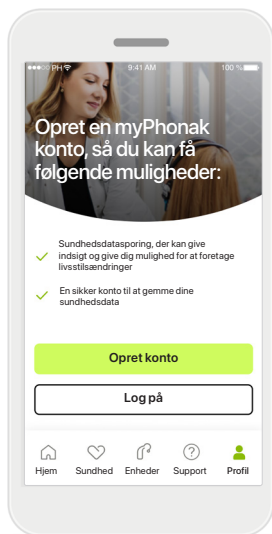 PH 9:41 AM 100 %
Opret en myPhonak
konto, så du kan få
følgende muligheder:
Sundhedsdatasporing, der kan give
indsigt og give dig mulighed for at foretage
livsstilsændringer
En sikker konto til at gemme dine
sundhedsdata
Opret konto
Log på
Hjem Sundhed Enheder Support Profil